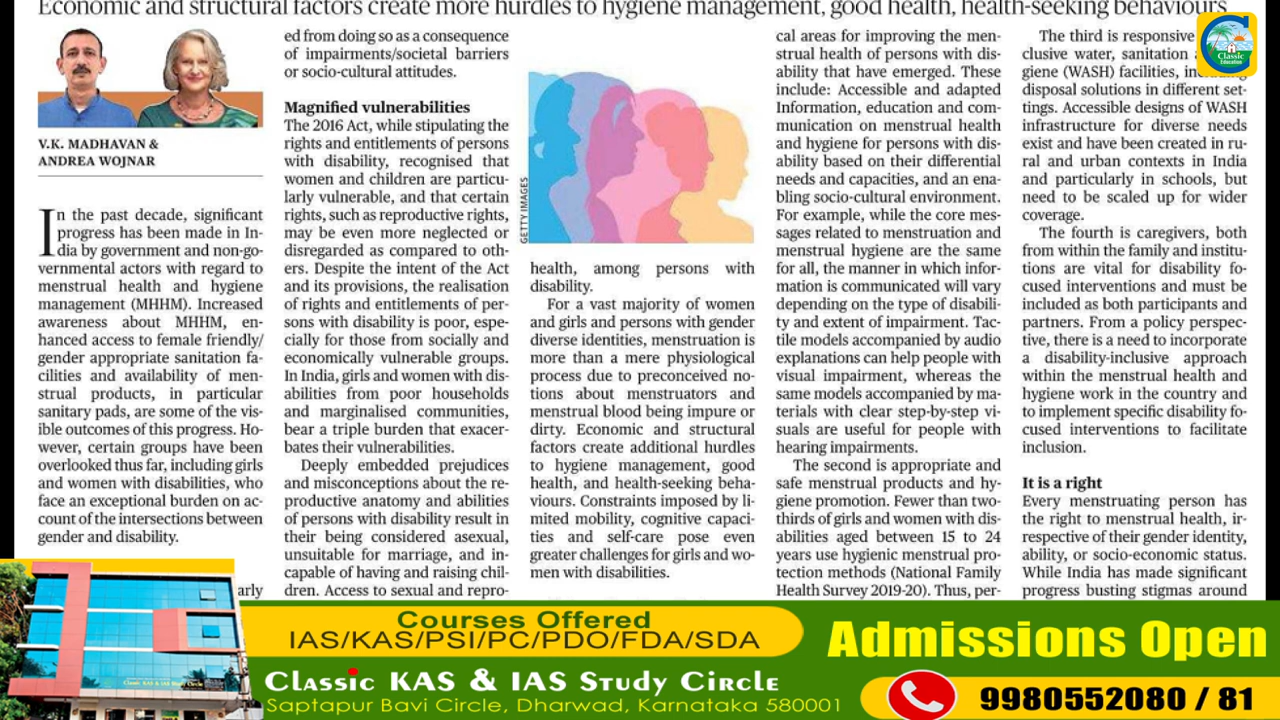 Economic and structural factors create more hurdles to hygiene management, good health, health-seeking behaviours
V.K. MADHAVAN &
ANDREA WOJNAR
In the past decade, significant
progress has been made in In-
dia by government and non-go-
vernmental actors with regard to
menstrual health and hygiene
management (MHHM). Increased
awareness about MHHM, en-
hanced access to female friendly/
gender appropriate sanitation fa-
cilities and availability of men-
strual products, in particular
sanitary pads, are some of the vis-
ible outcomes of this progress. Ho-
wever, certain groups have been
overlooked thus far, including girls
and women with disabilities, who
face an exceptional burden on ac-
count of the intersections between
gender and disability.
arly
ed from doing so as a consequence
of impairments/societal barriers
or socio-cultural attitudes.
Magnified vulnerabilities
The 2016 Act, while stipulating the
rights and entitlements of persons
with disability, recognised that
women and children are particu-
larly vulnerable, and that certain
rights, such as reproductive rights,
may be even more neglected or
disregarded as compared to oth-
ers. Despite the intent of the Act
and its provisions, the realisation
of rights and entitlements of per-
sons with disability is poor, espe-
cially for those from socially and
economically vulnerable groups.
In India, girls and women with dis-
abilities from poor households
and marginalised communities,
bear a triple burden that exacer-
bates their vulnerabilities.
Deeply embedded prejudices
and misconceptions about the re-
productive anatomy and abilities
of persons with disability result in
their being considered asexual,
unsuitable for marriage, and in-
capable of having and raising chil-
dren. Access to sexual and repro-
GETTY IMAGES
health, among persons with
disability.
For a vast majority of women
and girls and persons with gender
diverse identities, menstruation is
more than a mere physiological
process due to preconceived no-
tions about menstruators and
menstrual blood being impure or
dirty. Economic and structural
factors create additional hurdles
to hygiene management, good
health, and health-seeking beha-
viours. Constraints imposed by li-
mited mobility, cognitive capaci-
ties and self-care pose even
greater challenges for girls and wo-
men with disabilities.
cal areas for improving the men-
strual health of persons with dis-
ability that have emerged. These
include: Accessible and adapted
Information, education and com-
munication on menstrual health
and hygiene for persons with dis-
ability based on their differential
needs and capacities, and an ena-
bling socio-cultural environment.
For example, while the core mes-
sages related to menstruation and
menstrual hygiene are the same
for all, the manner in which infor-
mation is communicated will vary
depending on the type of disabili-
ty and extent of impairment. Tac-
tile models accompanied by audio
explanations can help people with
visual impairment, whereas the
same models accompanied by ma-
terials with clear step-by-step vi-
suals are useful for people with
hearing impairments.
The second is appropriate and
safe menstrual products and hy-
giene promotion. Fewer than two-
thirds of girls and women with dis-
abilities aged between 15 to 24
years use hygienic menstrual pro-
tection methods (National Family
Health Survey 2019-20). Thus, per-
The third is responsive
clusive water, sanitation
giene (WASH) facilities,
disposal solutions in different set-
tings. Accessible designs of WASH
infrastructure for diverse needs
exist and have been created in ru-
ral and urban contexts in India
and particularly in schools, but
need to be scaled up for wider
coverage.
The fourth is caregivers, both
from within the family and institu-
tions are vital for disability fo-
cused interventions and must be
included as both participants and
partners. From a policy perspec-
tive, there is a need to incorporate
a disability-inclusive approach
within the menstrual health and
hygiene work in the country and
to implement specific disability fo-
cused interventions to facilitate
inclusion.
It is a right
Every menstruating person has
the right to menstrual health, ir-
respective of their gender identity,
ability, or socio-economic status.
While India has made significant
progress busting stigmas around
Classic
Education
Classic KAS & IAS Study Circle
Courses Offered
IAS/KAS/PSI/PC/PDO/FDA/SDA
Classic KAS & IAS Study Circle
Saptapur Bavi Circle, Dharwad, Karnataka 580001
Admissions Open
9980552080 / 81